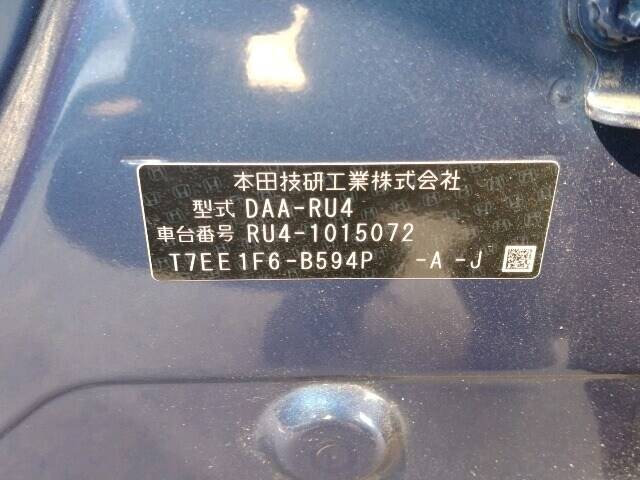 本田技研工業株式会社
型式 DAA-RU4
車台番号 RU4-1015072
T7EE1F6-B594P -A-J